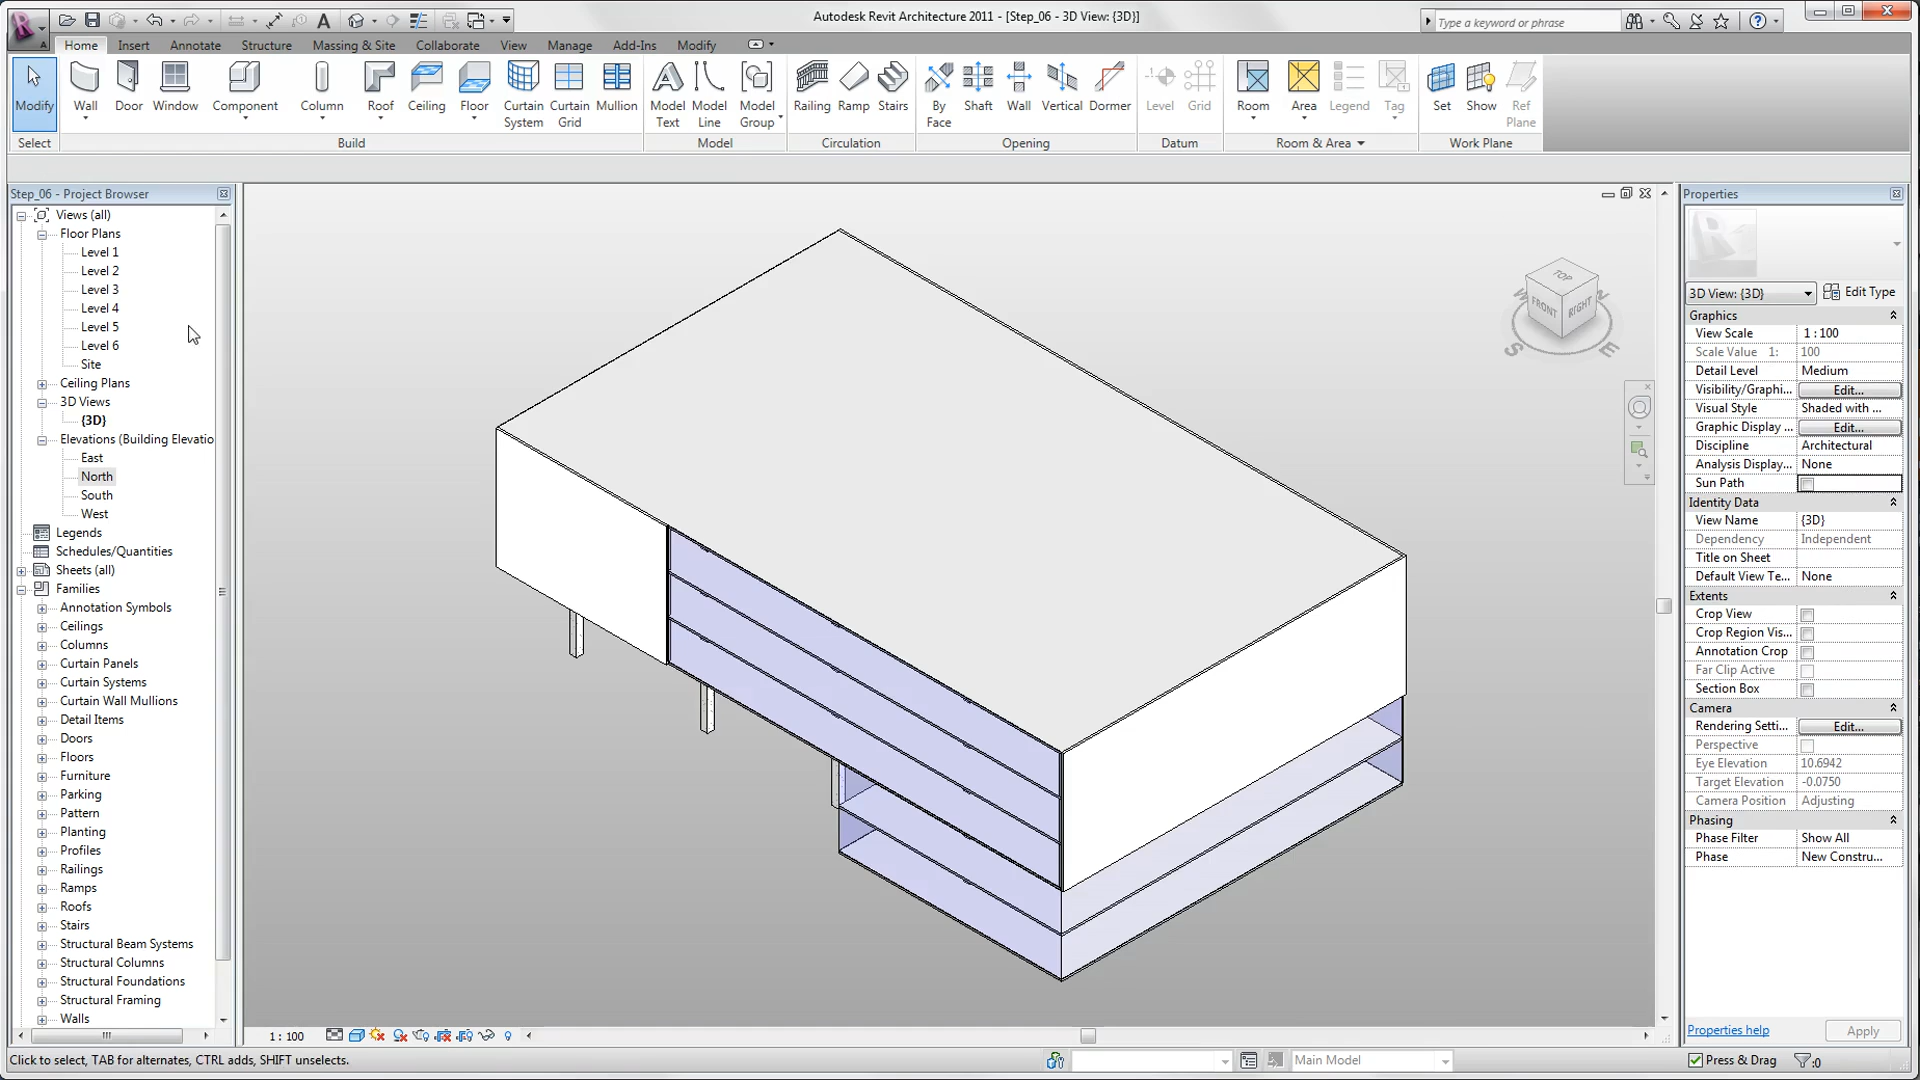 Autodesk Revit Architecture 2011 - [Step_06 - 3D View: {3D}]
Type a keyword or phrase
Home Insert Annotate Structure Massing & Site Collaborate View Manage Add-Ins Modify
Modify Wall Door Window Component Column Roof Ceiling Floor Curtain System Curtain Grid Mullion Model Text Model Line Model Group Railing Ramp Stairs By Face Shaft Wall Vertical Dormer Level Grid Room Area Legend Tag Set Show Ref Plane
Select Build Model Circulation Opening Datum Room & Area Work Plane
Step_06 - Project Browser
Views (all)
Floor Plans
Level 1
Level 2
Level 3
Level 4
Level 5
Level 6
Site
Ceiling Plans
3D Views
{3D}
Elevations (Building Elevatio
East
North
South
West
Legends
Schedules/Quantities
Sheets (all)
Families
Annotation Symbols
Ceilings
Columns
Curtain Panels
Curtain Systems
Curtain Wall Mullions
Detail Items
Doors
Floors
Furniture
Parking
Pattern
Planting
Profiles
Railings
Ramps
Roofs
Stairs
Structural Beam Systems
Structural Columns
Structural Foundations
Structural Framing
Walls
TOP
FRONT RIGHT
S E
Properties
3D View: {3D} Edit Type
Graphics
View Scale 1 : 100
Scale Value 1: 100
Detail Level Medium
Visibility/Graphi... Edit...
Visual Style Shaded with ...
Graphic Display ... Edit...
Discipline Architectural
Analysis Display... None
Sun Path
Identity Data
View Name {3D}
Dependency Independent
Title on Sheet
Default View Te... None
Extents
Crop View
Crop Region Vis...
Annotation Crop
Far Clip Active
Section Box
Camera
Rendering Setti... Edit...
Perspective
Eye Elevation 10.6942
Target Elevation -0.0750
Camera Position Adjusting
Phasing
Phase Filter Show All
Phase New Constru...
Properties help Apply
1 : 100
Click to select, TAB for alternates, CTRL adds, SHIFT unselects.
Main Model
Press & Drag
:0